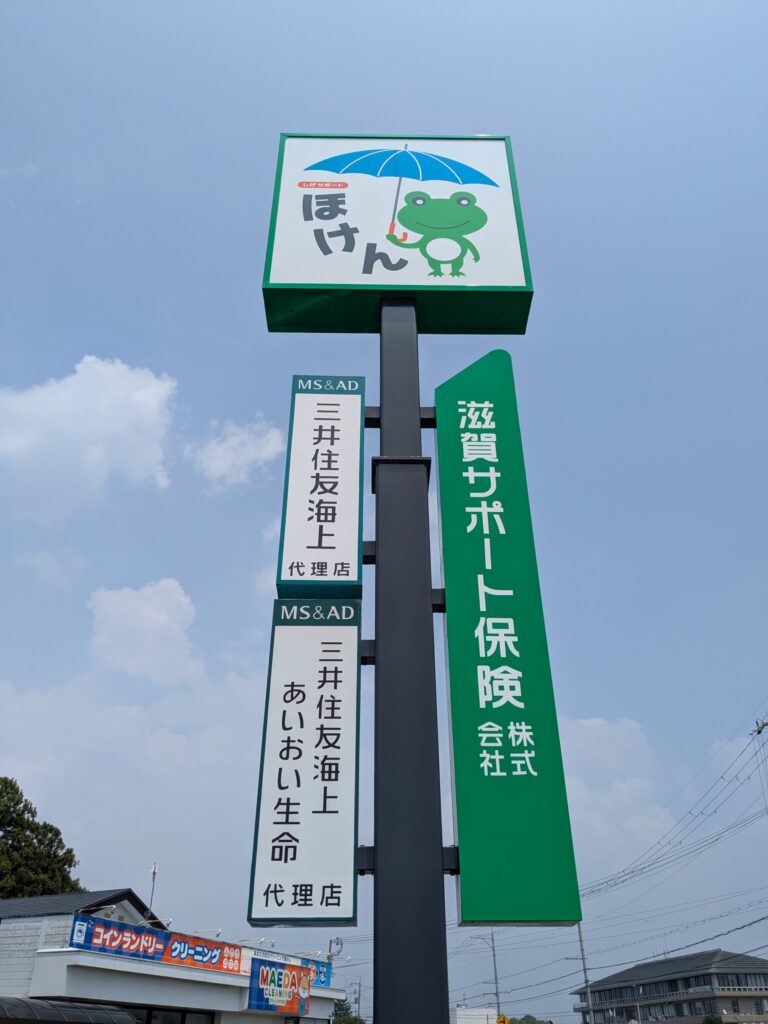 しがサポート
ほけん
MS&AD
三井住友海上
代理店
MS&AD
三井住友海上
あいおい生命
代理店
滋賀サポート保険
株式
会社
コインランドリー
クリーニング
MAEDA
CLEANING